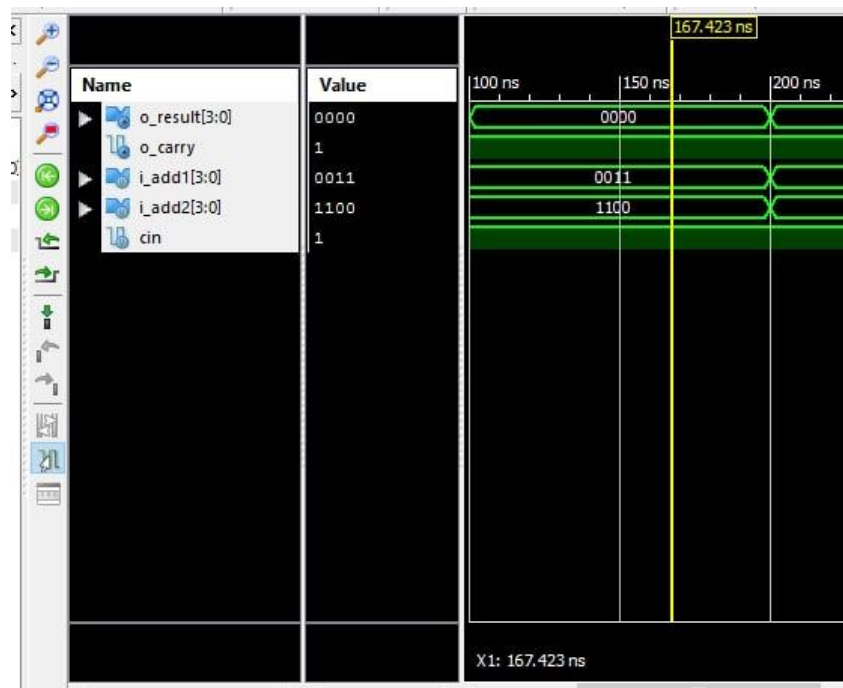 167.423 ns
Name Value 100 ns 150 ns 200 ns
o_result[3:0] 0000 0000
o_carry 1
i_add1[3:0] 0011 0011
i_add2[3:0] 1100 1100
cin 1
X1: 167.423 ns